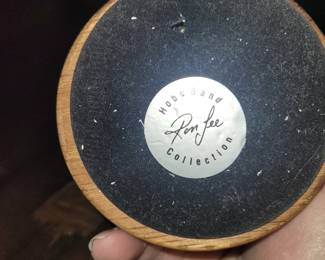 Hobo Band
Ron Lee
Collection